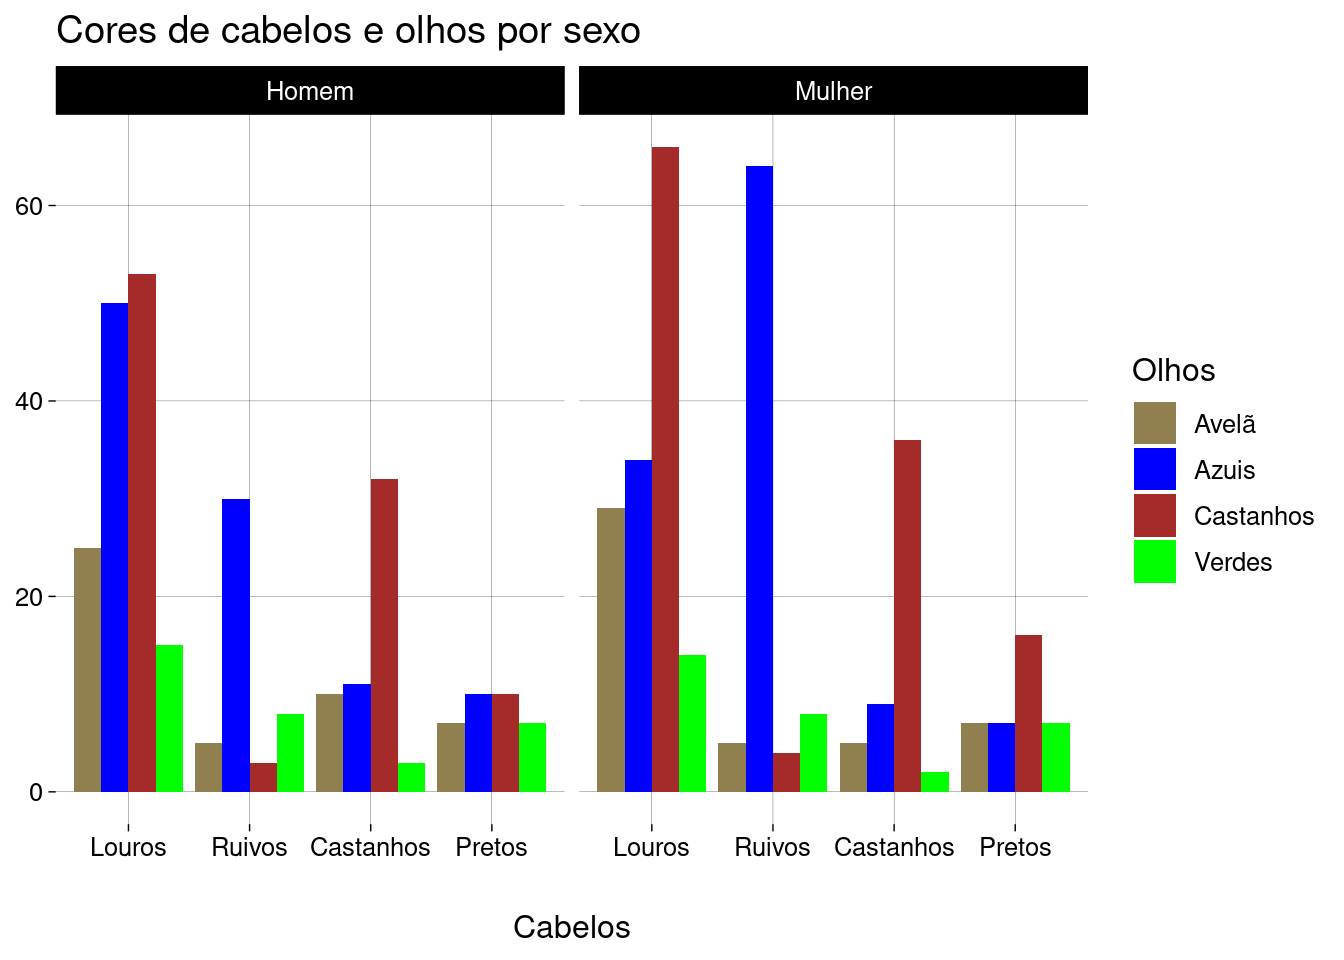 Cores de cabelos e olhos por sexo
Homem Mulher
60
40
20
0
Louros Ruivos Castanhos Pretos Louros Ruivos Castanhos Pretos
Cabelos
Olhos
Avelã
Azuis
Castanhos
Verdes